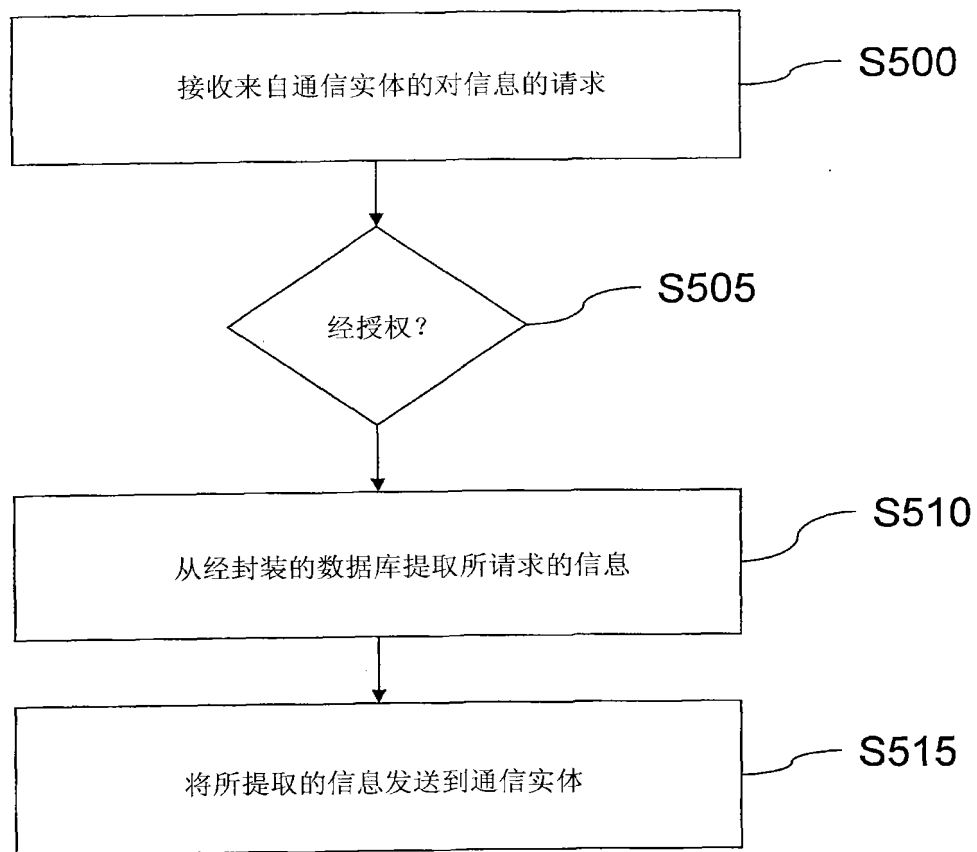 接收来自通信实体的对信息的请求
S500
经授权？
S505
从经封装的数据库提取所请求的信息
S510
将所提取的信息发送到通信实体
S515